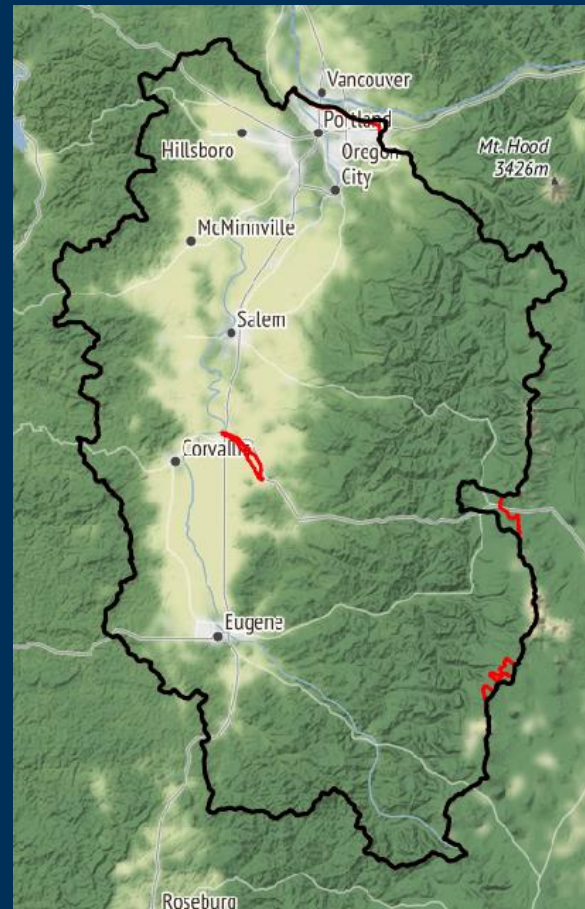 Vancouver
Portland
Hillsboro
Oregon
City
Mt. Hood
3426m
McMinnville
Salem
Corvallis
Eugene
Roseburg